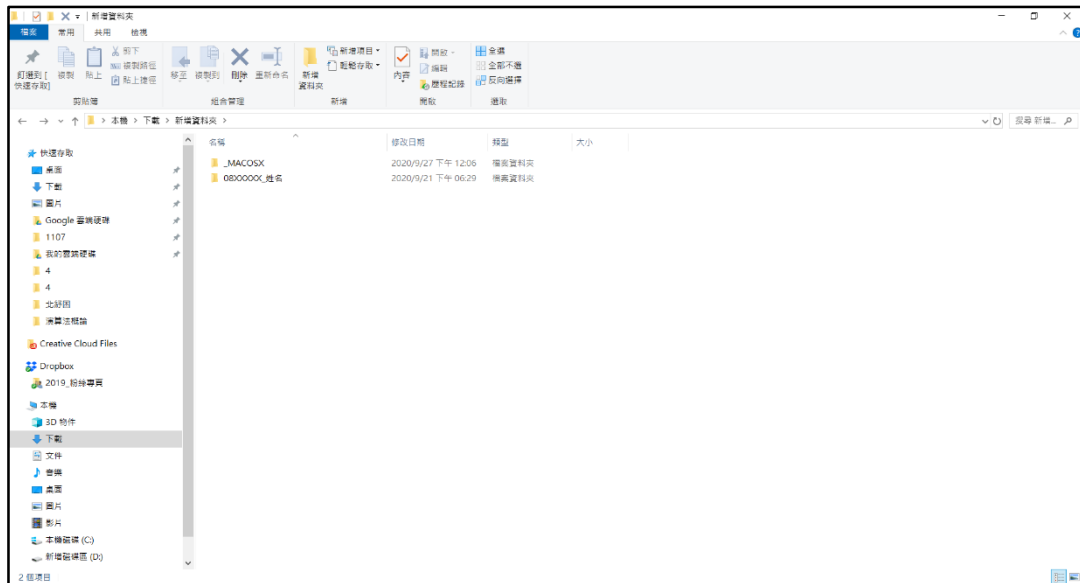 新增資料夾
檔案 常用 共用 檢視
釘選到 [快速存取]
複製
貼上
剪下
複製路徑
貼上捷徑
剪貼簿
移至
複製到
刪除
重新命名
組合管理
新增資料夾
新增項目
輕鬆存取
新增
內容
開啟
編輯
歷程記錄
開啟
全選
全部不選
反向選擇
選取
本機 > 下載 > 新增資料夾 >
搜尋 新增...
名稱 修改日期 類型 大小
_MACOSX 2020/9/27 下午 12:06 檔案資料夾
08XXXXX_姓名 2020/9/21 下午 06:29 檔案資料夾
快速存取
桌面
下載
圖片
Google 雲端硬碟
1107
我的雲端硬碟
4
4
北舒困
演算法概論
Creative Cloud Files
Dropbox
2019_粉絲專頁
本機
3D 物件
下載
文件
音樂
桌面
圖片
影片
本機磁碟 (C:)
新增磁碟區 (D:)
2 個項目